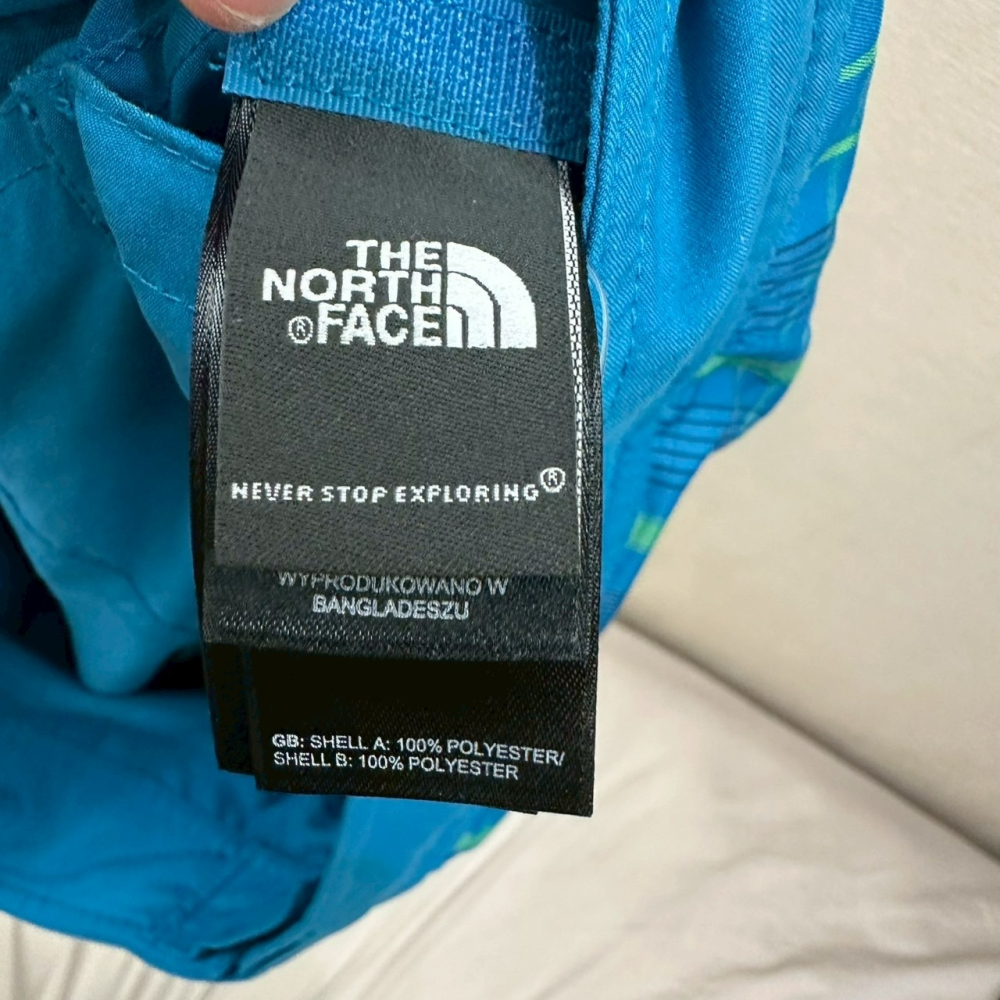 THE
NORTH
®FACE
NEVER STOP EXPLORING®
WYPRODUKOWANO W
BANGLADESZU
GB: SHELL A: 100% POLYESTER/
SHELL B: 100% POLYESTER